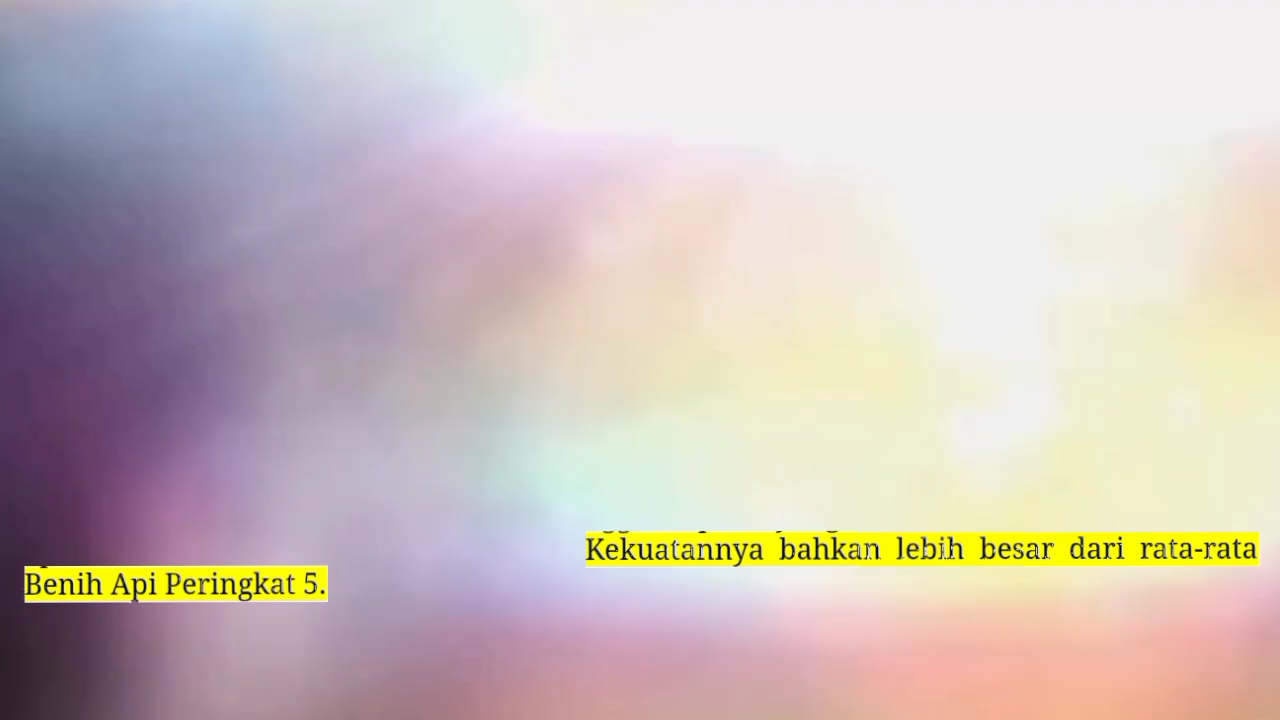 Kekuatannya bahkan lebih besar dari rata-rata
Benih Api Peringkat 5.